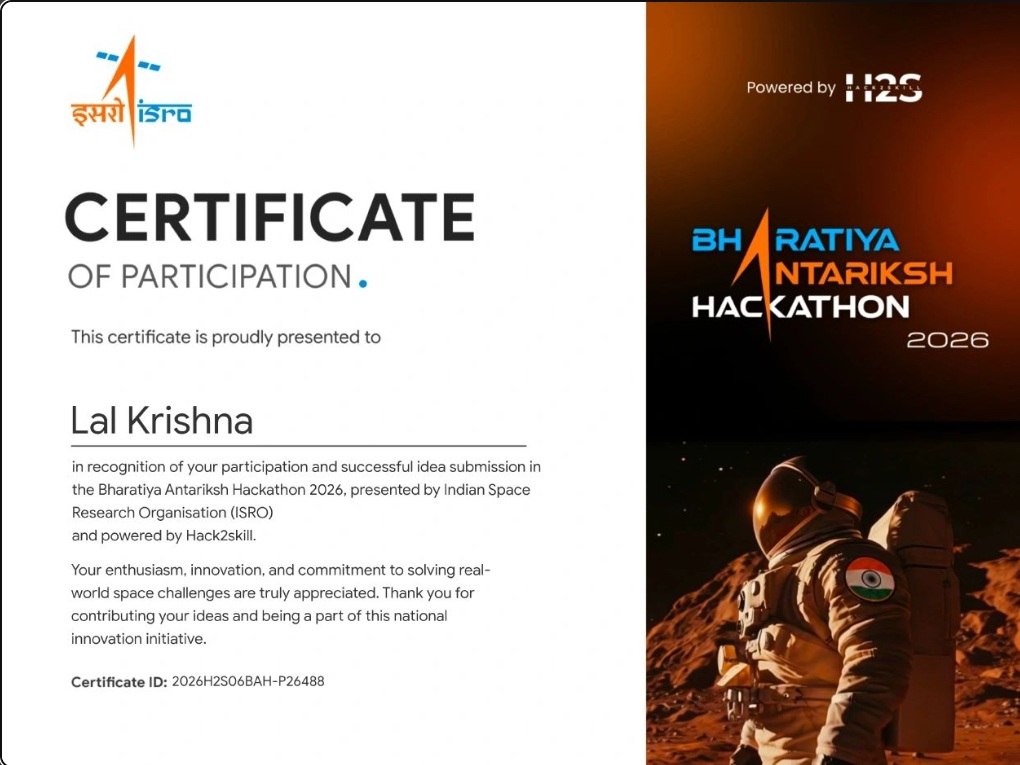 इसरो isro
CERTIFICATE
OF PARTICIPATION.
This certificate is proudly presented to
Lal Krishna
in recognition of your participation and successful idea submission in
the Bharatiya Antariksh Hackathon 2026, presented by Indian Space
Research Organisation (ISRO)
and powered by Hack2skill.
Your enthusiasm, innovation, and commitment to solving real-
world space challenges are truly appreciated. Thank you for
contributing your ideas and being a part of this national
innovation initiative.
Certificate ID: 2026H2S06BAH-P26488
Powered by H2S
HACK2SKILL
BHARATIYA
ANTARIKSH
HACKATHON
2026